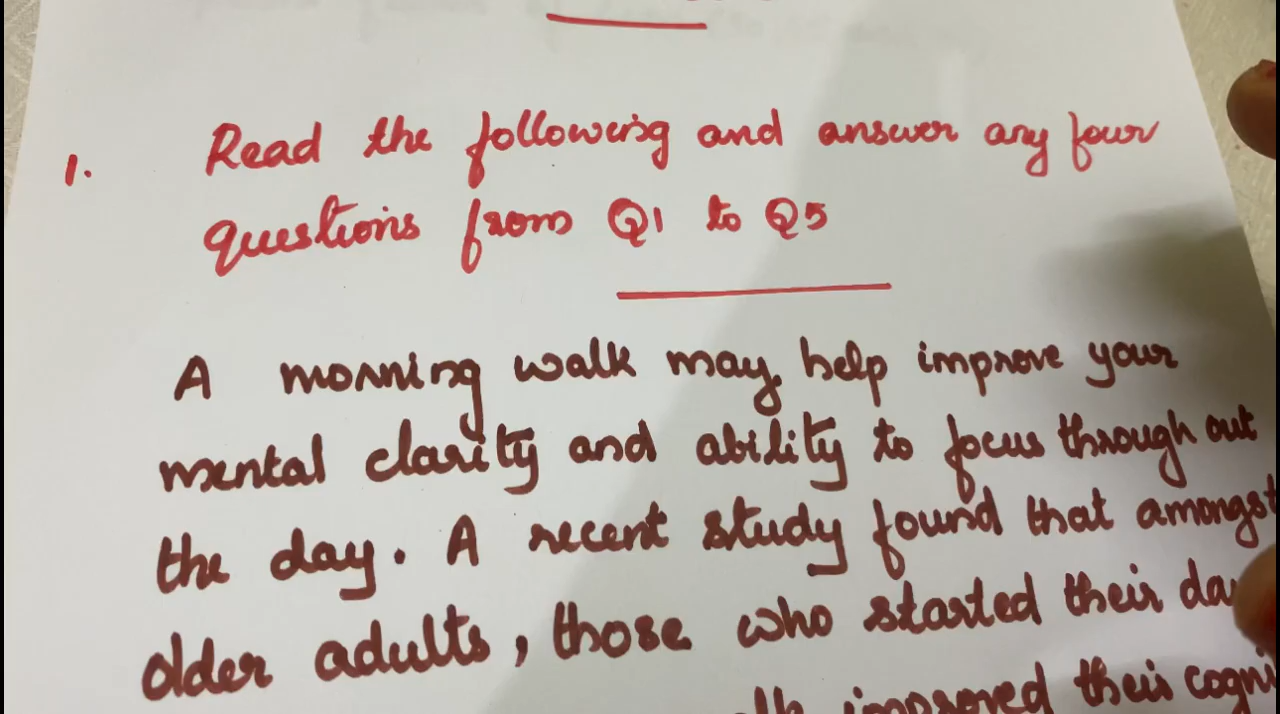 1. Read the following and answer any four
questions from Q1 to Q5
A morning walk may help improve your
mental clarity and ability to focus through out
the day. A recent study found that amongst
older adults, those who started their
improved their